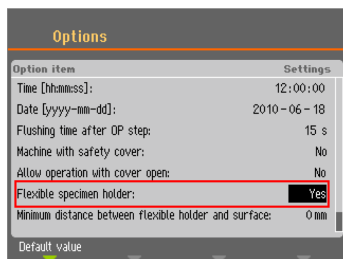 Options
Option item Settings
Time [hh:mm:ss]: 12:00:00
Date [yyyy-mm-dd]: 2010-06-18
Flushing time after OP step: 15 s
Machine with safety cover: No
Allow operation with cover open: No
Flexible specimen holder: Yes
Minimum distance between flexible holder and surface: 0 mm
Default value